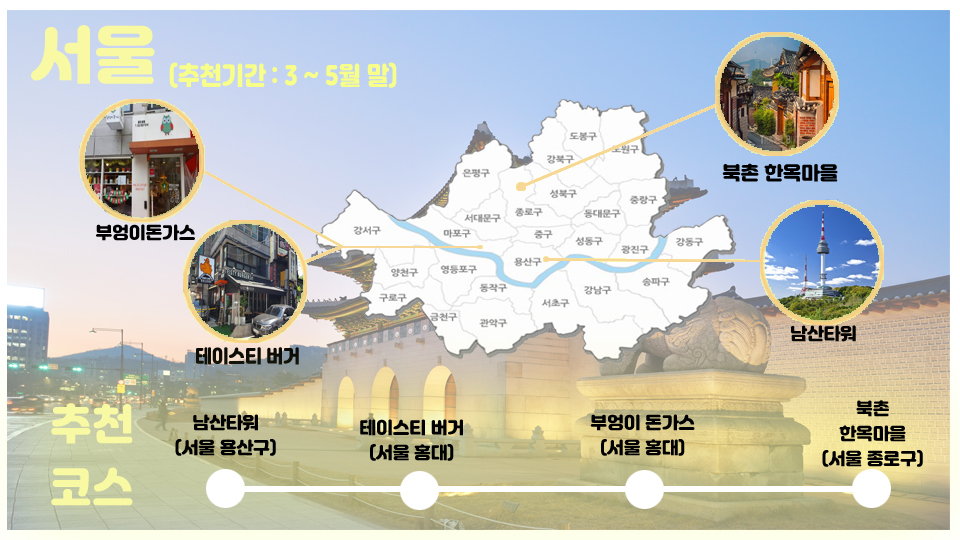 서울 (추천기간 : 3 ~ 5월 말)
부엉이돈가스
테이스티 버거
북촌 한옥마을
남산타워
도봉구
강북구
노원구
은평구
성북구
중랑구
종로구
서대문구
동대문구
강서구
마포구
중구
성동구
광진구
강동구
용산구
양천구
영등포구
동작구
송파구
강남구
구로구
서초구
금천구
관악구
추천
코스
남산타워
(서울 용산구)
테이스티 버거
(서울 홍대)
부엉이 돈가스
(서울 홍대)
북촌
한옥마을
(서울 종로구)